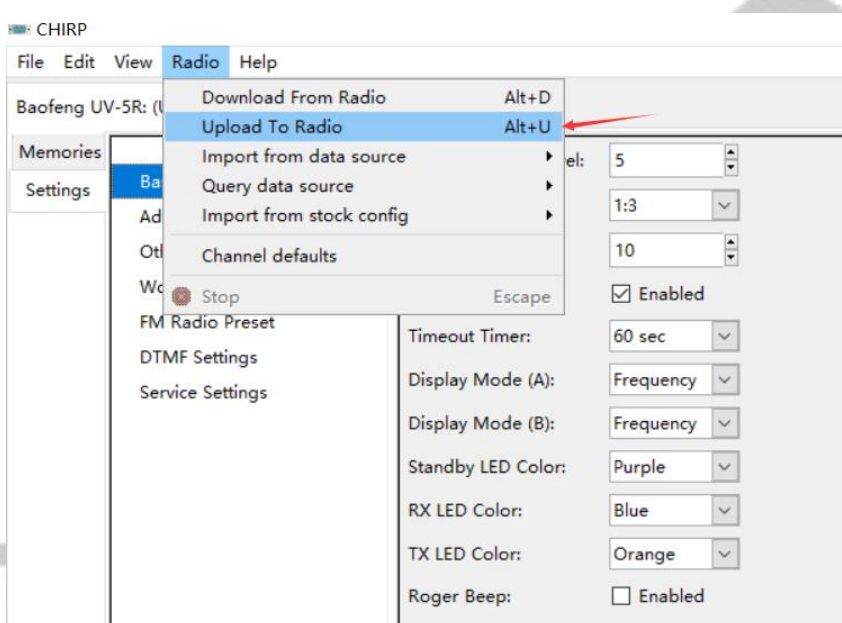 CHIRP
File Edit View Radio Help
Download From Radio Alt+D
Baofeng UV-5R: (
Upload To Radio Alt+U
Memories
Import from data source
el: 5
Settings
Ba
Query data source
1:3
Ad
Import from stock config
Ot
Channel defaults
10
Wo
Stop Escape
Enabled
FM Radio Preset
Timeout Timer: 60 sec
DTMF Settings
Display Mode (A): Frequency
Service Settings
Display Mode (B): Frequency
Standby LED Color: Purple
RX LED Color: Blue
TX LED Color: Orange
Roger Beep: Enabled